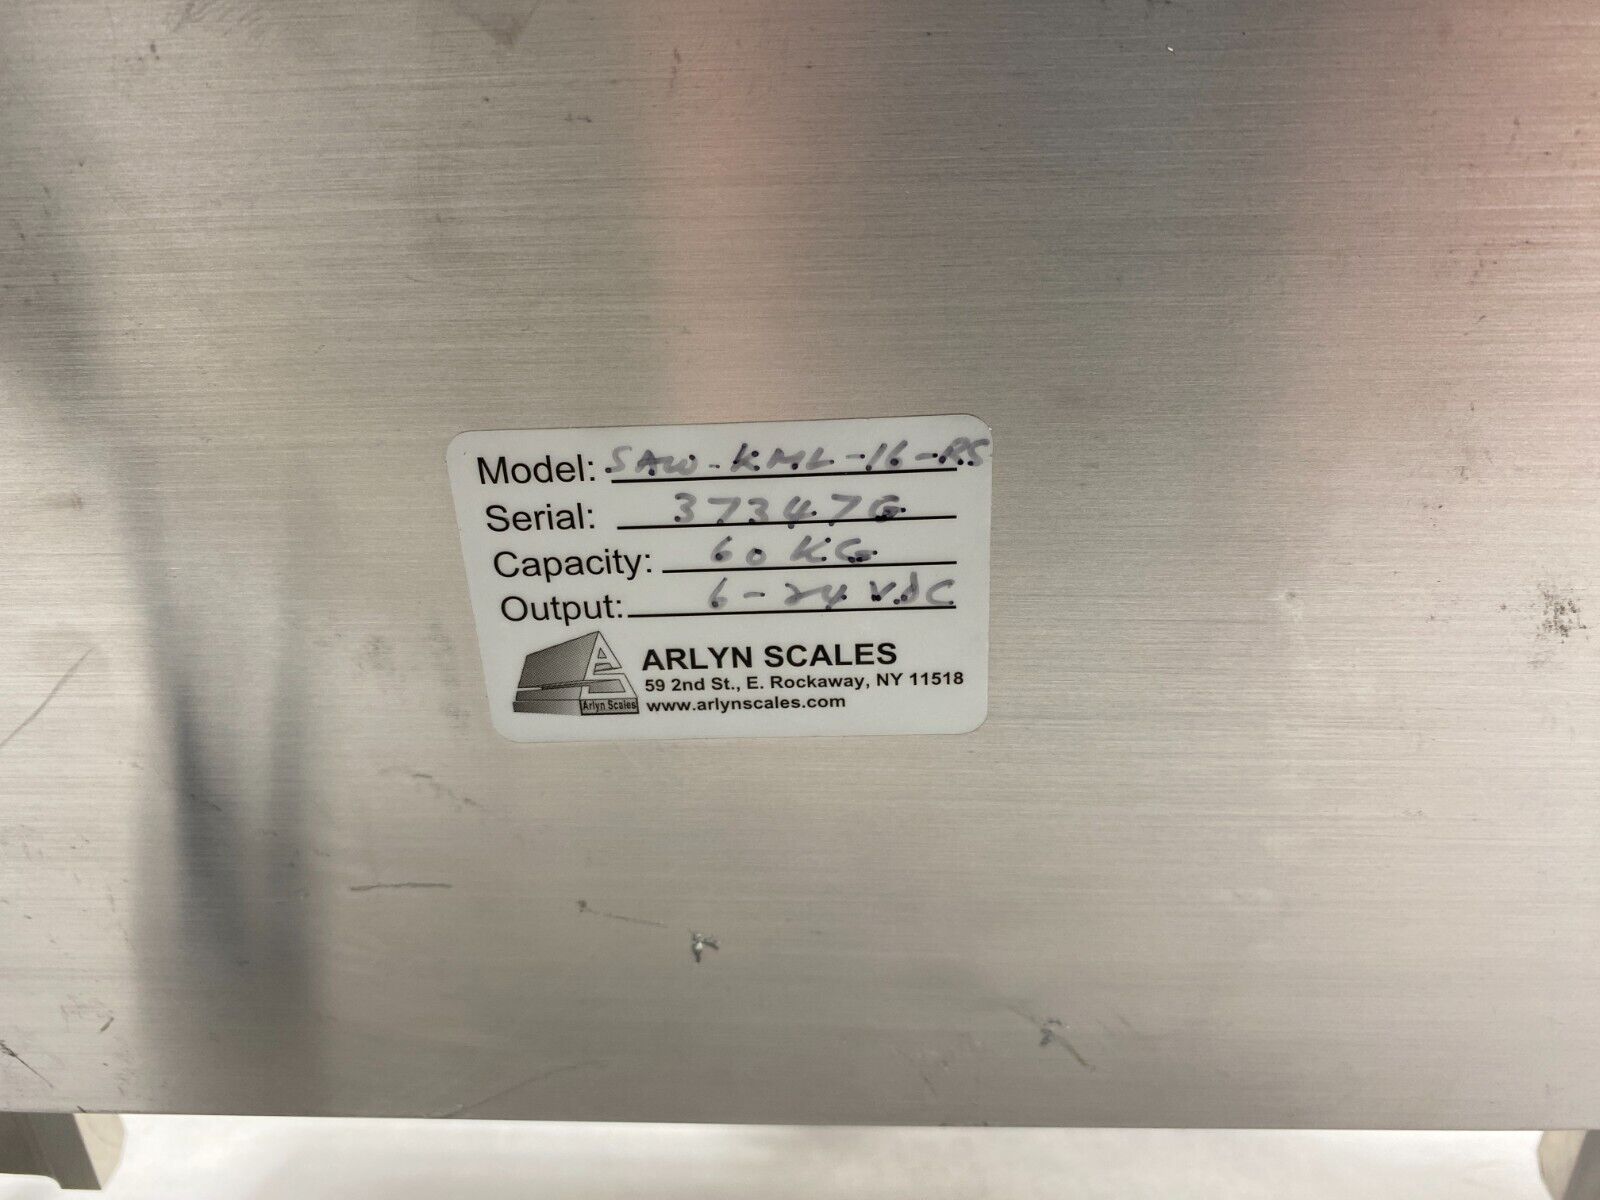 Model: SAW-KML-16-RS
Serial: 37347G
Capacity: 60 KG
Output: 6-24 VDC
ARLYN SCALES
59 2nd St., E. Rockaway, NY 11518
Arlyn Scales www.arlynscales.com